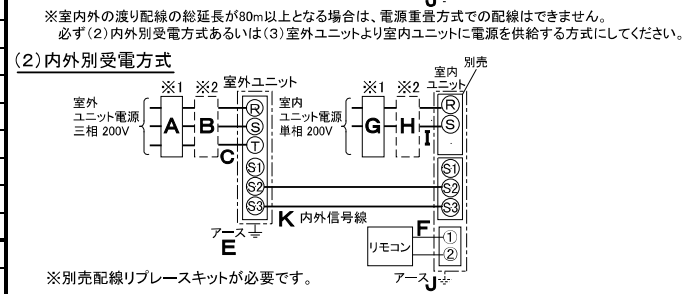 ※室内外の渡り配線の総延長が80m以上となる場合は、電源重畳方式での配線はできません。
必ず(2)内外別受電方式あるいは(3)室外ユニットより室内ユニットに電源を供給する方式にしてください。
(2)内外別受電方式
別売
※1 ※2 室外ユニット
※1 ※2 室内ユニット
室外
ユニット電源
三相 200V
A
B
C
R
S
T
S1
S2
S3
室内
ユニット電源
単相 200V
G
H
I
R
S
S1
S2
S3
K 内外信号線
アース
E
リモコン
F
1
2
アース
J
※別売配線リプレースキットが必要です。